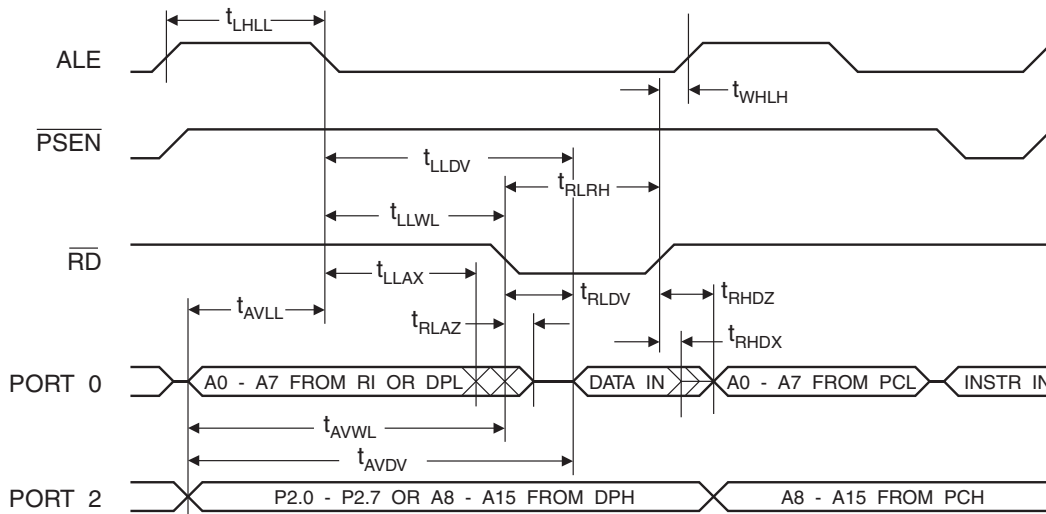 tLHLL
ALE
tWHLH
PSEN
tLLDV
tRLRH
tLLWL
RD
tLLAX
tRLDV
tRHDZ
tAVLL
tRLAZ
tRHDX
PORT 0
A0 - A7 FROM RI OR DPL
DATA IN
A0 - A7 FROM PCL
INSTR IN
tAVWL
tAVDV
PORT 2
P2.0 - P2.7 OR A8 - A15 FROM DPH
A8 - A15 FROM PCH